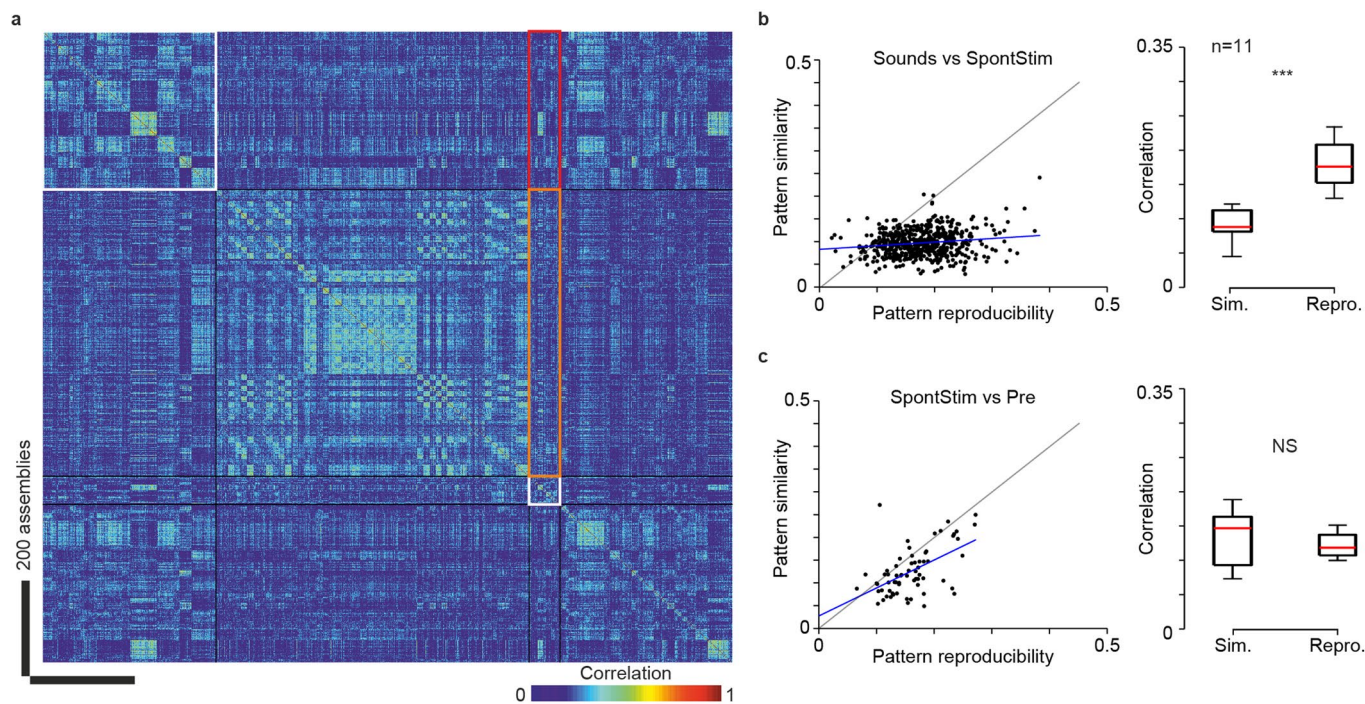 a
200 assemblies
Correlation
0
1
b
Sounds vs SpontStim
0.5
Pattern similarity
0
0
0.5
Pattern reproducibility
0.35
n=11
***
Correlation
0
Sim.
Repro.
c
SpontStim vs Pre
0.5
Pattern similarity
0
0
0.5
Pattern reproducibility
0.35
NS
Correlation
0
Sim.
Repro.